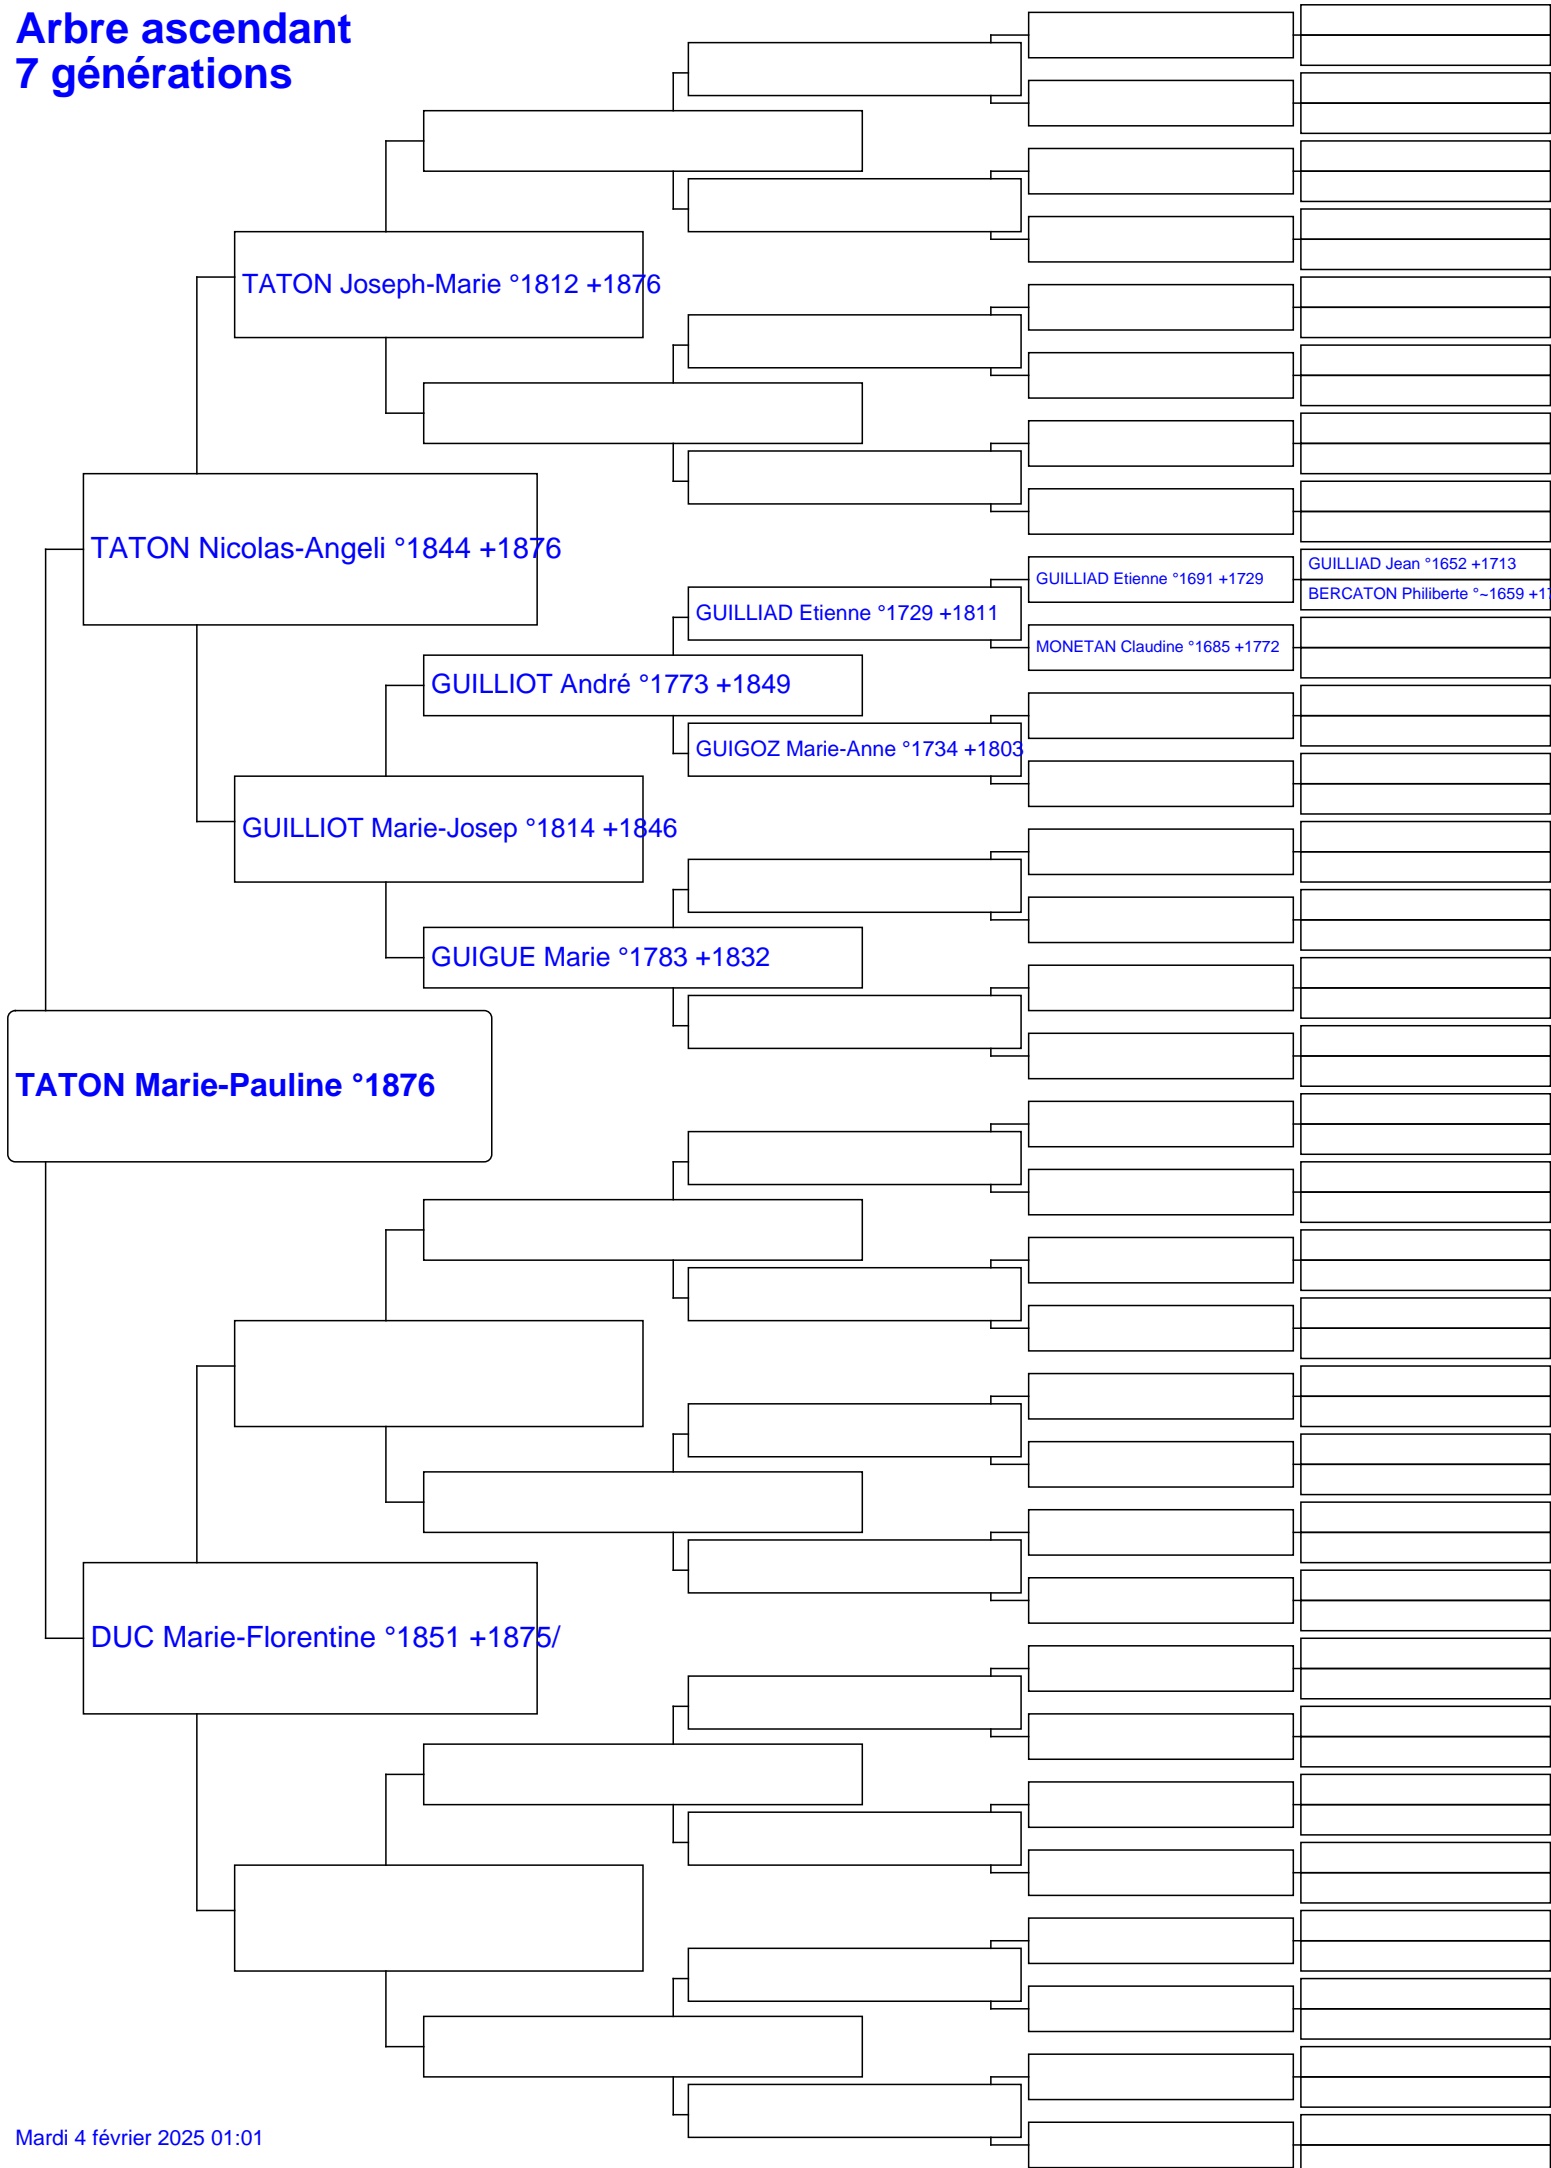 Arbre ascendant
7 générations
TATON Joseph-Marie °1812 +1876
TATON Nicolas-Angeli °1844 +1876
GUILLIAD Jean °1652 +1713
GUILLIAD Etienne °1691 +1729
BERCATON Philiberte °~1659 +17
GUILLIAD Etienne °1729 +1811
MONETAN Claudine °1685 +1772
GUILLIOT André °1773 +1849
GUIGOZ Marie-Anne °1734 +1803
GUILLIOT Marie-Josep °1814 +1846
GUIGUE Marie °1783 +1832
TATON Marie-Pauline °1876
DUC Marie-Florentine °1851 +1875/
Mardi 4 février 2025 01:01